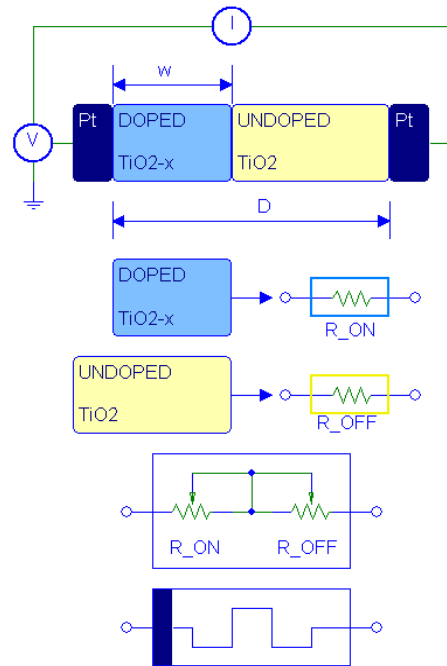 I
w
Pt
DOPED
UNDOPED
Pt
V
TiO2-x
TiO2
D
DOPED
TiO2-x
R_ON
UNDOPED
TiO2
R_OFF
R_ON
R_OFF